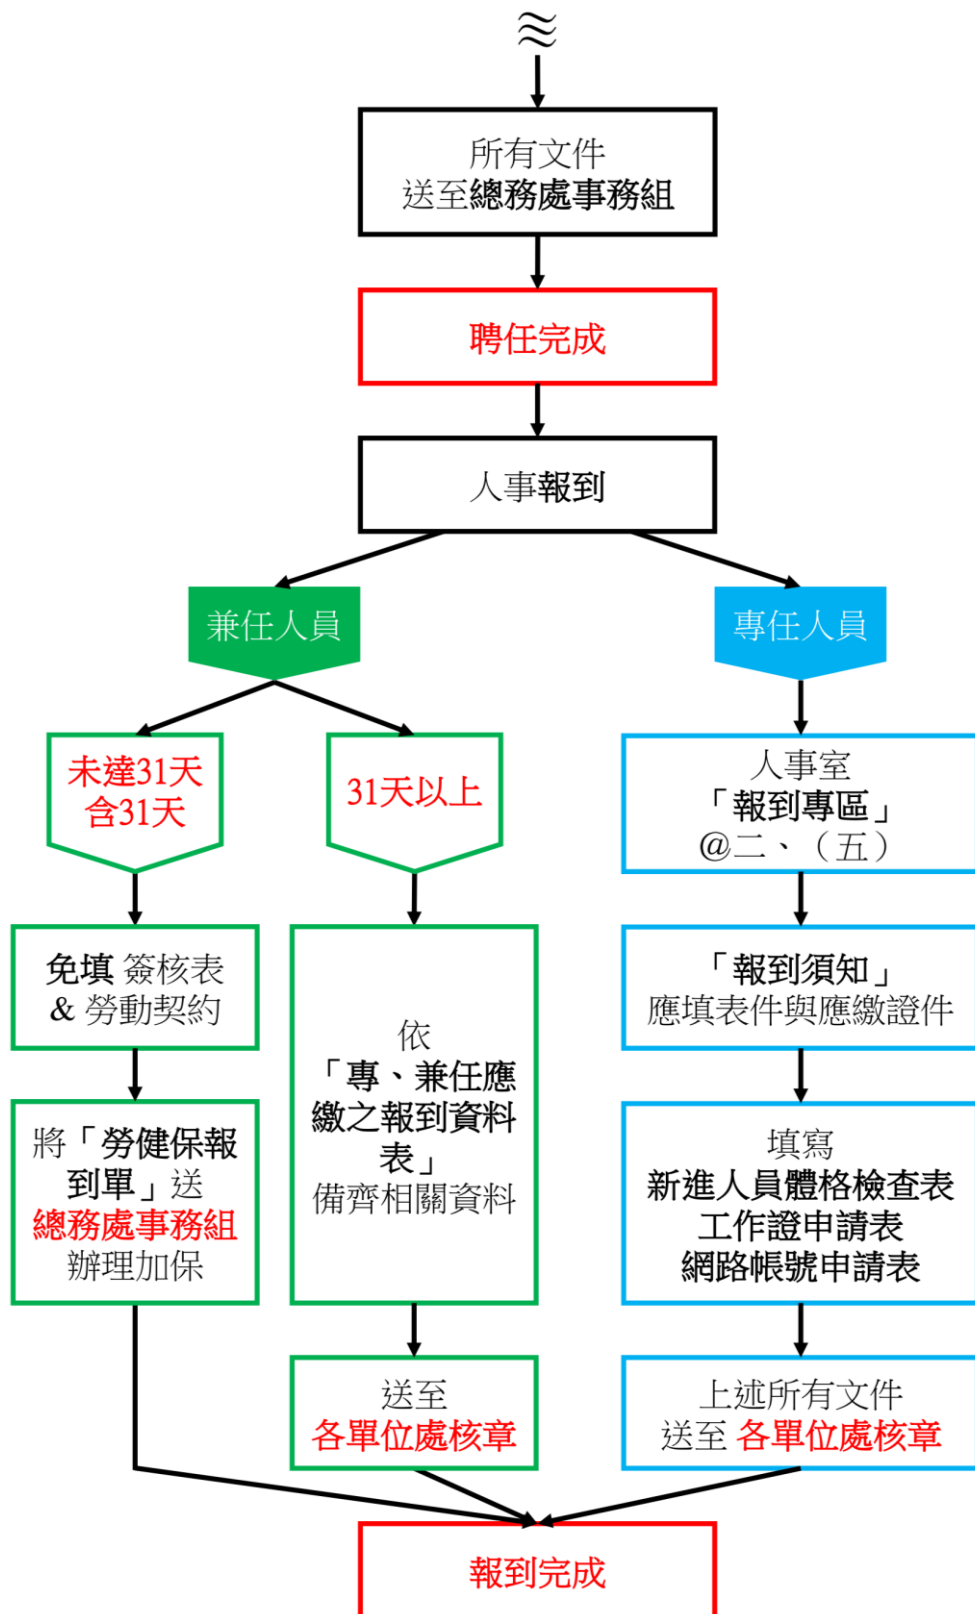 所有文件
送至總務處事務組
聘任完成
人事報到
兼任人員
專任人員
未達31天
含31天
31天以上
人事室
「報到專區」
@二、（五）
免填 簽核表
& 勞動契約
依
「專、兼任應
繳之報到資料
表」
備齊相關資料
「報到須知」
應填表件與應繳證件
將「勞健保報
到單」送
總務處事務組
辦理加保
填寫
新進人員體格檢查表
工作證申請表
網路帳號申請表
送至
各單位處核章
上述所有文件
送至 各單位處核章
報到完成